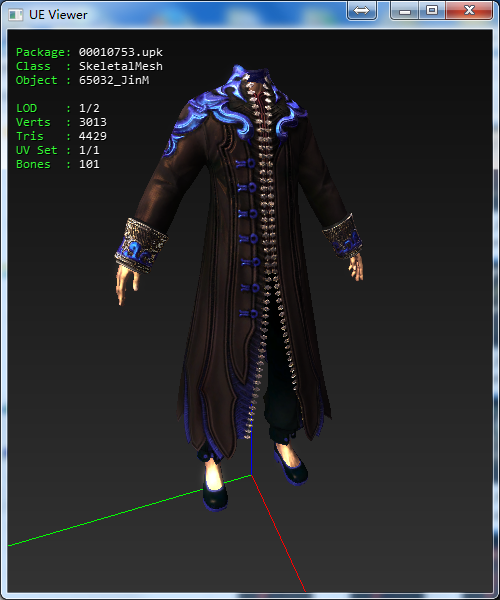 UE Viewer
Package: 00010753.upk
Class : SkeletalMesh
Object : 65032_JinM
LOD : 1/2
Verts : 3013
Tris : 4429
UV Set : 1/1
Bones : 101